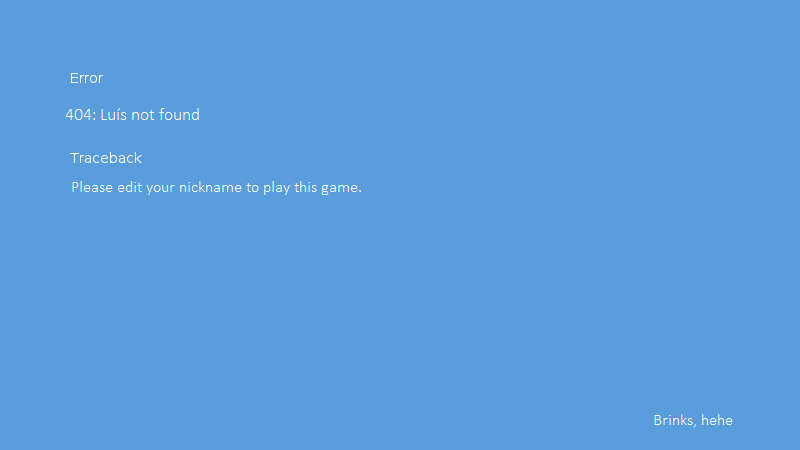 Error
404: Luís not found
Traceback
Please edit your nickname to play this game.
Brinks, hehe